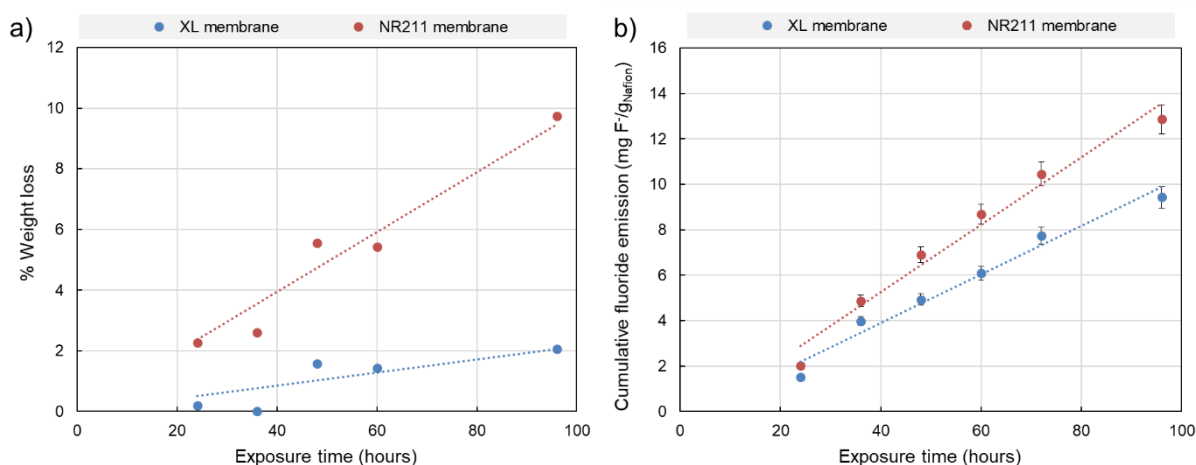 a)
XL membrane NR211 membrane
12
10
8
6
4
2
0
% Weight loss
0 20 40 60 80 100
Exposure time (hours)
b)
XL membrane NR211 membrane
16
14
12
10
8
6
4
2
0
Cumulative fluoride emission (mg F⁻/gNafion)
0 20 40 60 80 100
Exposure time (hours)